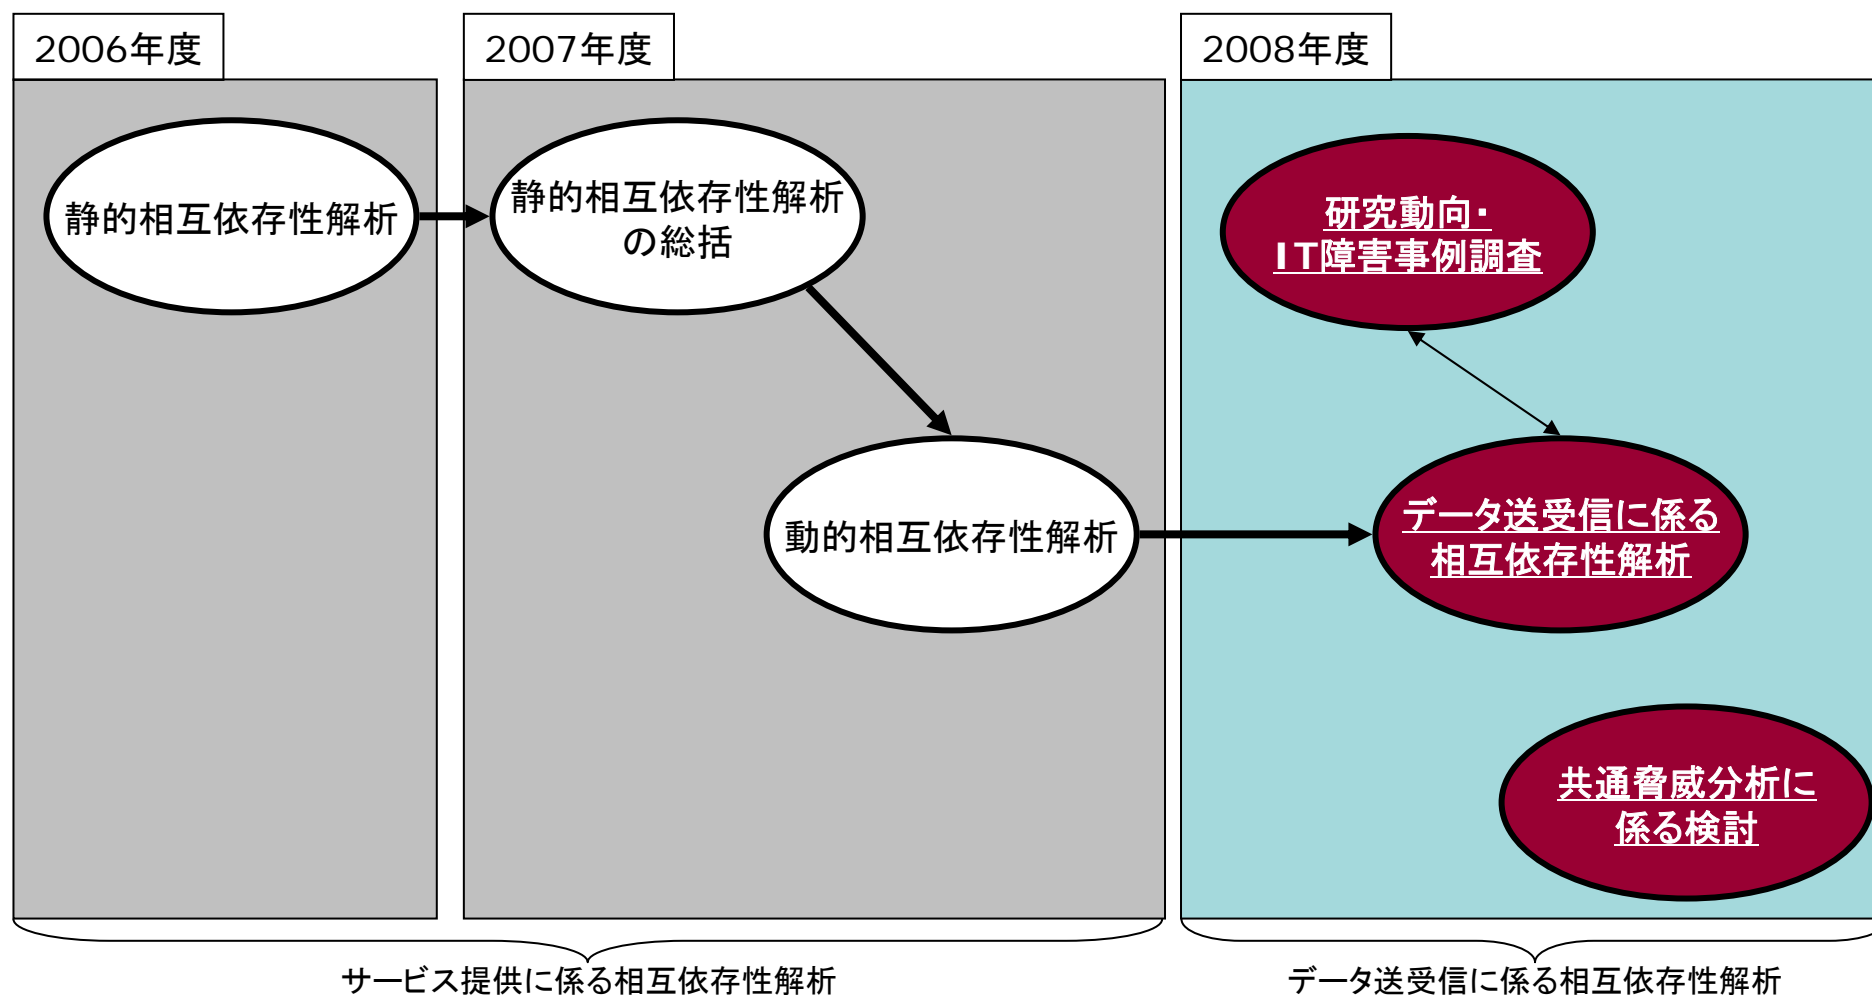 2006年度
2007年度
2008年度
静的相互依存性解析
静的相互依存性解析
の総括
研究動向・
IT障害事例調査
動的相互依存性解析
データ送受信に係る
相互依存性解析
共通脅威分析に
係る検討
サービス提供に係る相互依存性解析
データ送受信に係る相互依存性解析